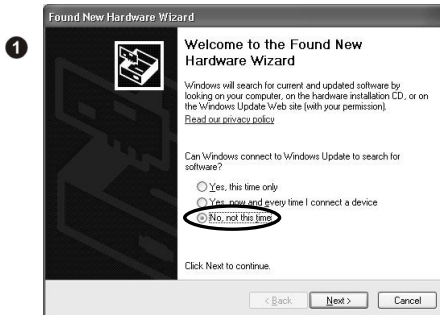 Found New Hardware Wizard
1
Welcome to the Found New
Hardware Wizard
Windows will search for current and updated software by
looking on your computer, on the hardware installation CD, or on
the Windows Update Web site (with your permission).
Read our privacy policy
Can Windows connect to Windows Update to search for
software?
Yes, this time only
Yes, now and every time I connect a device
No, not this time
Click Next to continue.
< Back
Next >
Cancel